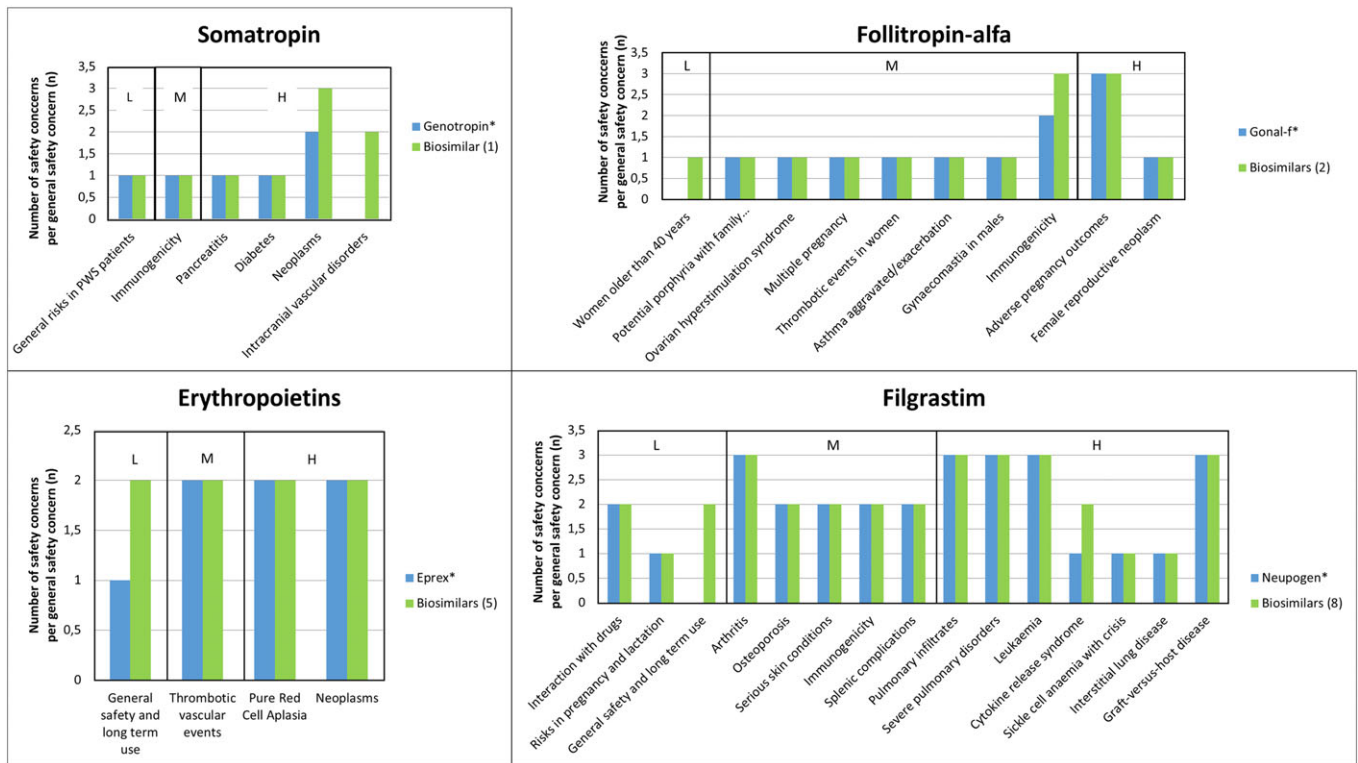 Somatropin
Number of safety conccerns
per general safety concern (n)
3,5
3
2,5
2
1,5
1
0,5
0
L
M
H
General risks in PWS patients
Immunogenicity
Pancreatitis
Diabetes
Neoplasms
Intracranial vascular disorders
Genotropin*
Biosimilar (1)
Follitropin-alfa
Number of safety conccerns
per general safety concern (n)
3,5
3
2,5
2
1,5
1
0,5
0
L
M
H
Women older than 40 years
Potential porphyria with family...
Ovarian hyperstimulation syndrome
Multiple pregnancy
Thrombotic events in women
Asthma aggravated/exacerbation
Gynaecomastia in males
Immunogenicity
Adverse pregnancy outcomes
Female reproductive neoplasm
Gonal-f*
Biosimilars (2)
Erythropoietins
Number of safety conccerns
per general safety concern (n)
2,5
2
1,5
1
0,5
0
L
M
H
General
safety and
long term
use
Thrombotic
vascular
events
Pure Red
Cell Aplasia
Neoplasms
Eprex*
Biosimilars (5)
Filgrastim
Number of safety conccerns
per general safety concern (n)
3,5
3
2,5
2
1,5
1
0,5
0
L
M
H
Interaction with drugs
Risks in pregnancy and lactation
General safety and long term use
Arthritis
Osteoporosis
Serious skin conditions
Immunogenicity
Splenic complications
Pulmonary infiltrates
Severe pulmonary disorders
Leukaemia
Cytokine release syndrome
Sickle cell anaemia with crisis
Interstitial lung disease
Graft-versus-host disease
Neupogen*
Biosimilars (8)